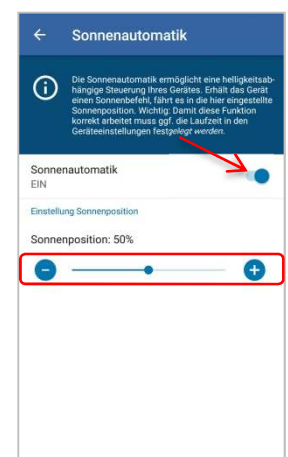 Sonnenautomatik
Die Sonnenautomatik ermöglicht eine helligkeitsab-
hängige Steuerung Ihres Gerätes. Erhält das Gerät
einen Sonnenbefehl, fährt es in die hier eingestellte
Sonnenposition. Wichtig: Damit diese Funktion
korrekt arbeitet muss ggf. die Laufzeit in den
Geräteeinstellungen festgelegt werden.
Sonnenautomatik
EIN
Einstellung Sonnenposition
Sonnenposition: 50%